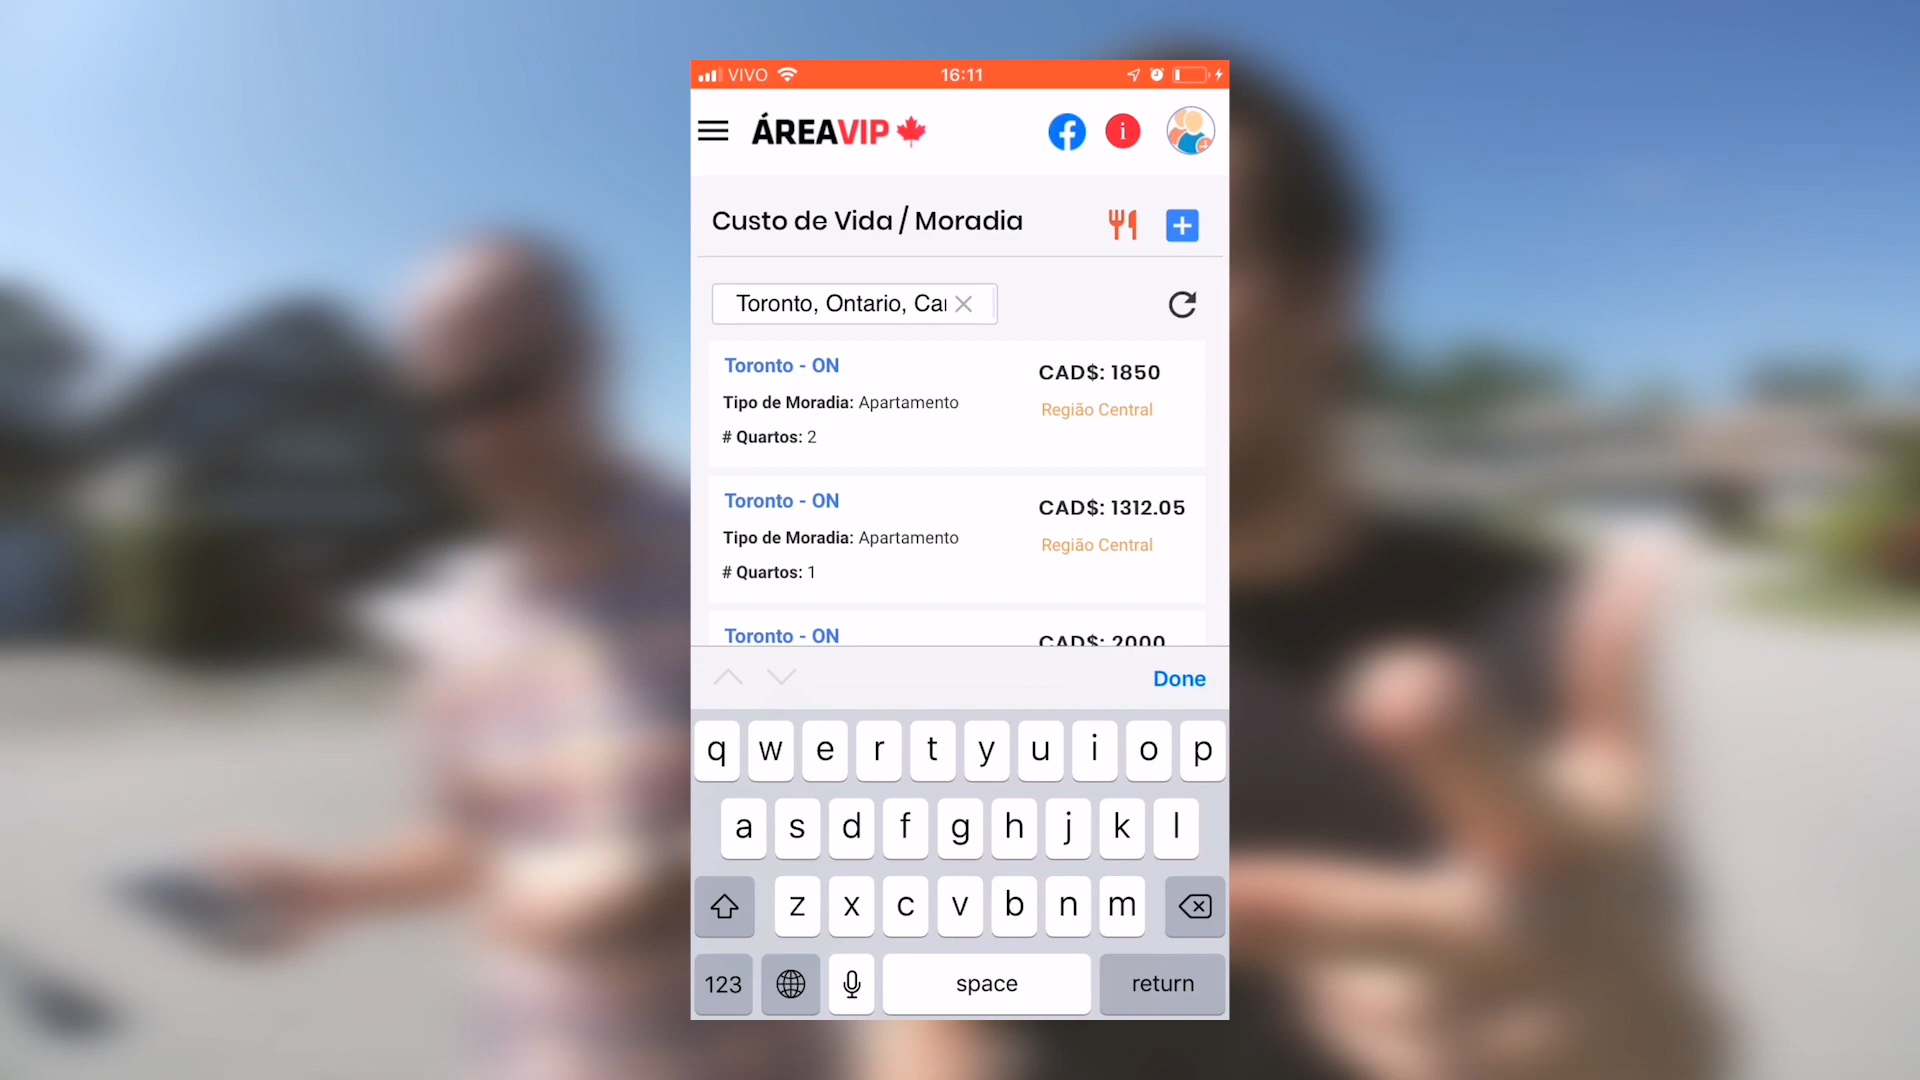 VIVO 16:11
ÁREAVIP
Custo de Vida / Moradia
Toronto, Ontario, Ca
Toronto - ON
CAD$: 1850
Tipo de Moradia: Apartamento
Região Central
# Quartos: 2
Toronto - ON
CAD$: 1312.05
Tipo de Moradia: Apartamento
Região Central
# Quartos: 1
Toronto - ON
CAD$: 2000
Done
q w e r t y u i o p
a s d f g h j k l
z x c v b n m
123 space return